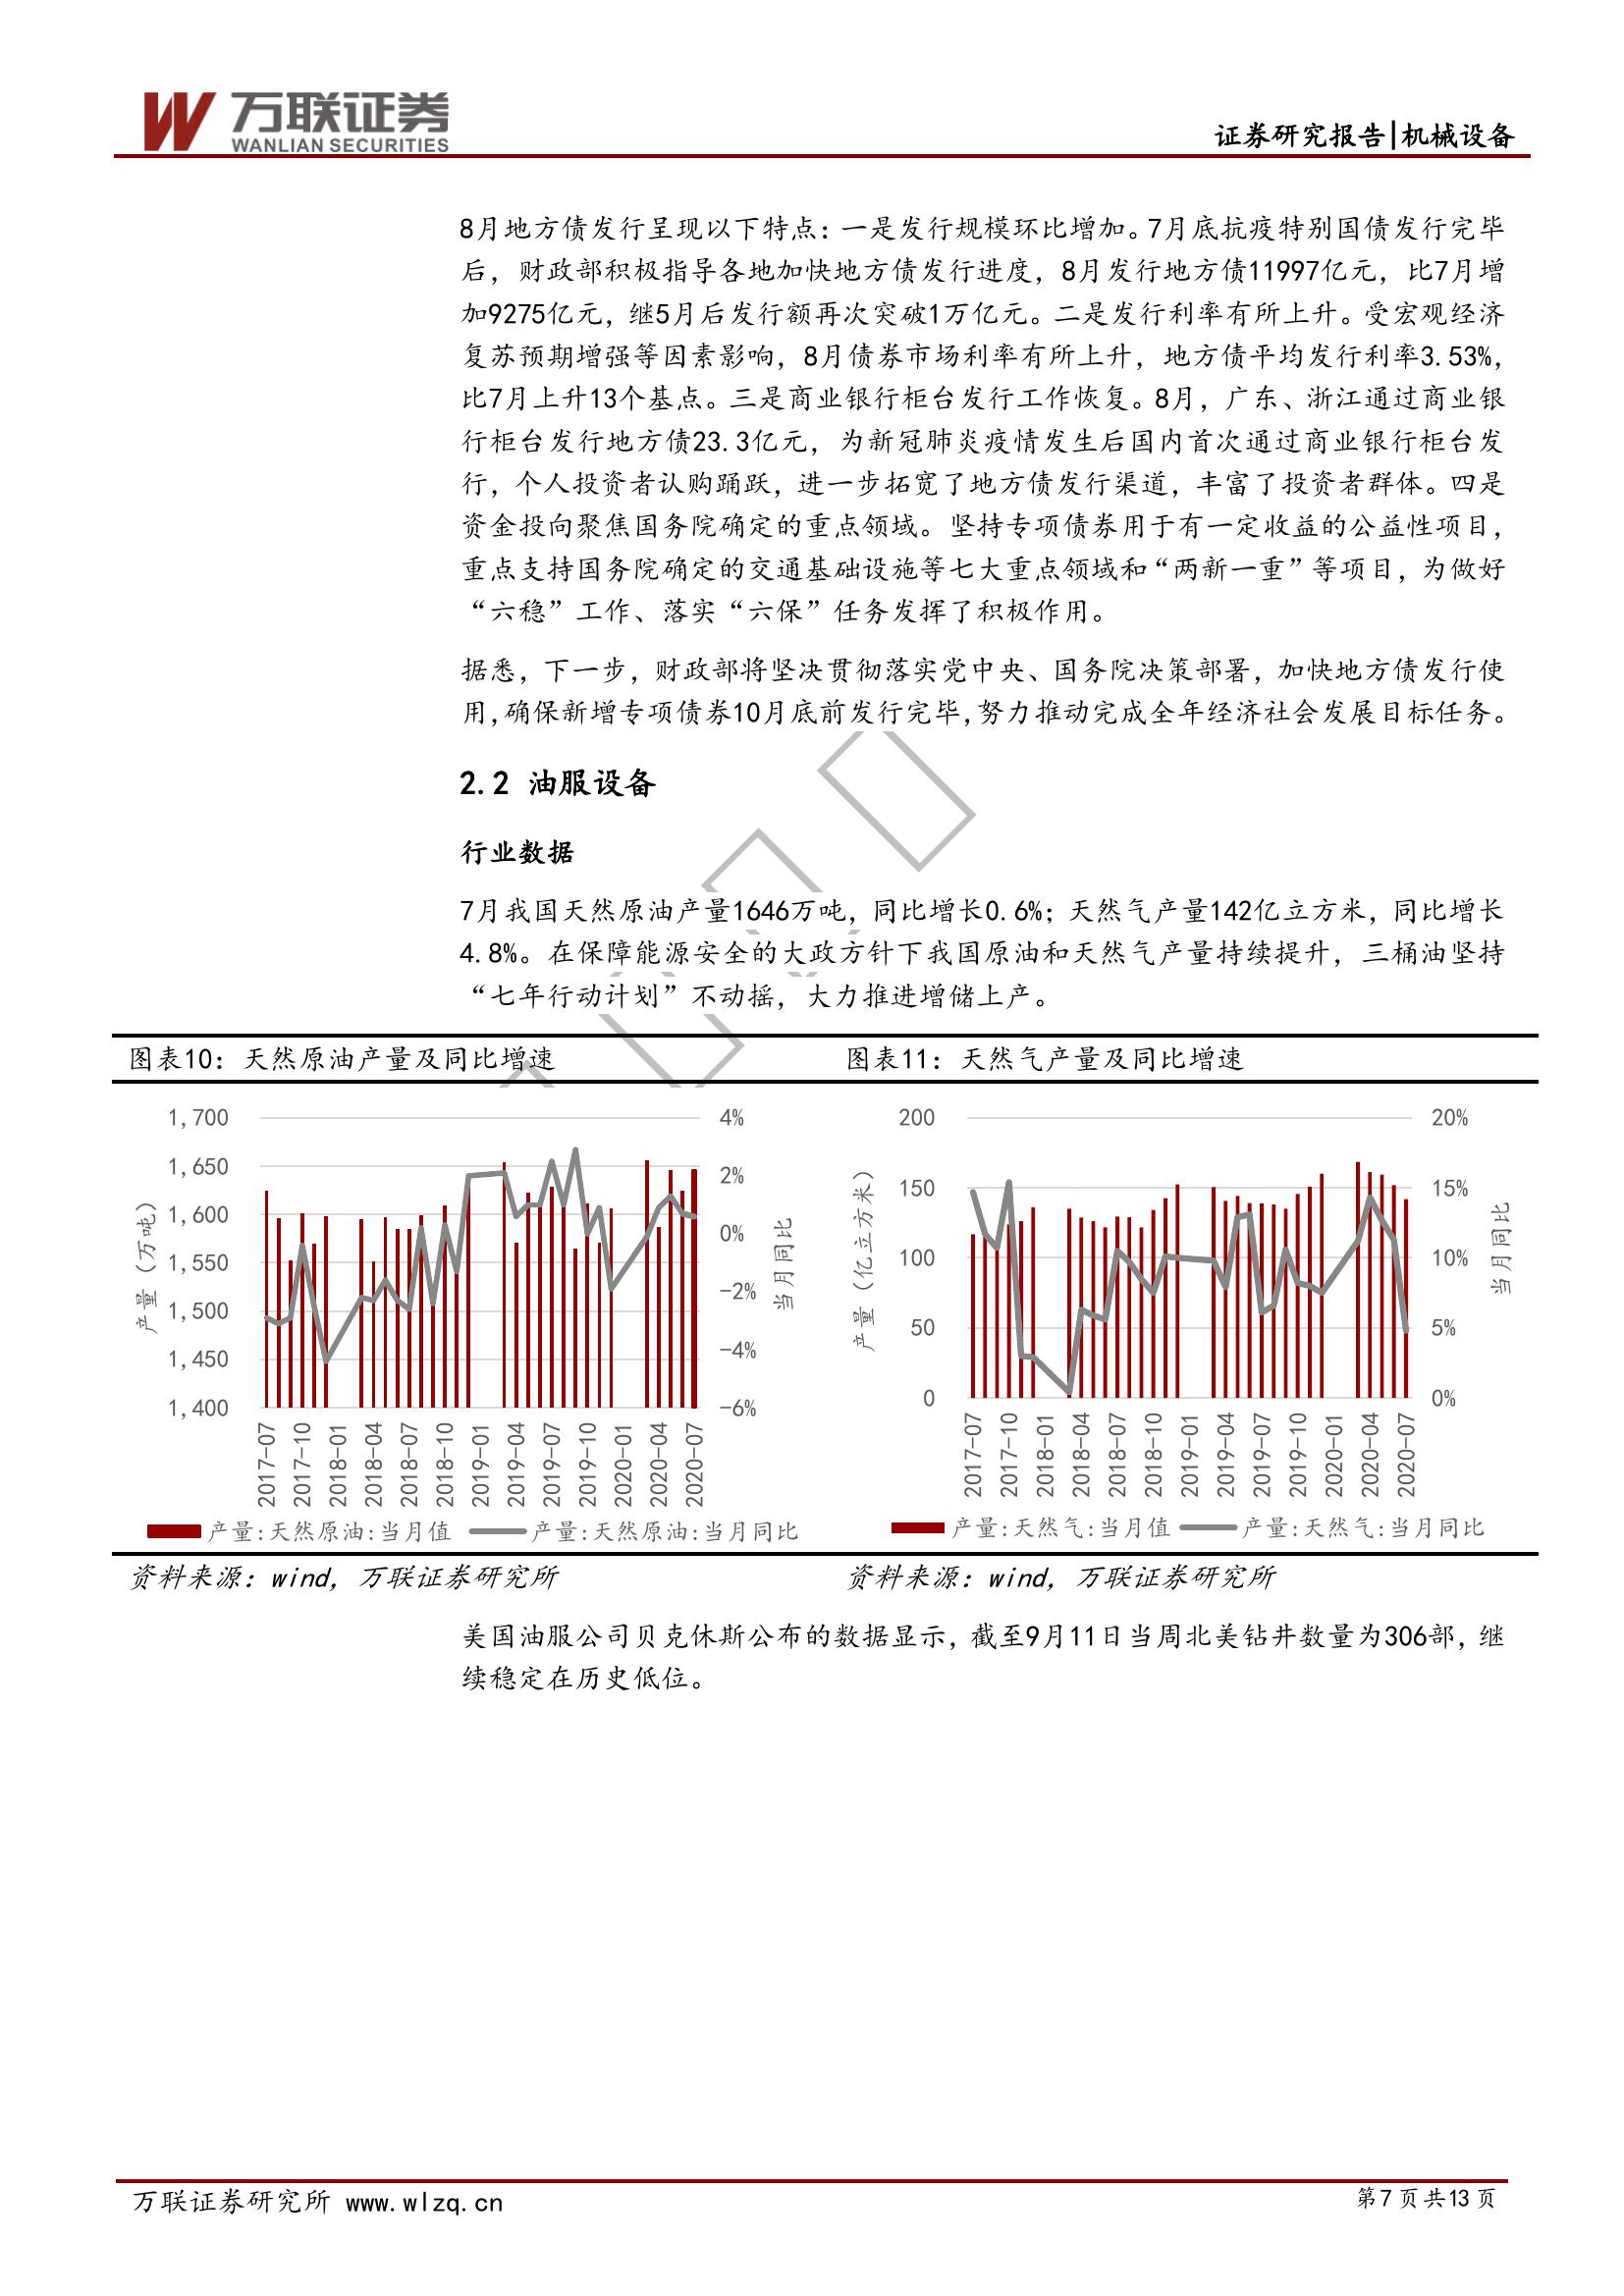 万联证券
WANLIAN SECURITIES
证券研究报告|机械设备
8月地方债发行呈现以下特点：一是发行规模环比增加。7月底抗疫特别国债发行完毕
后，财政部积极指导各地加快地方债发行进度，8月发行地方债11997亿元，比7月增
加9275亿元，继5月后发行额再次突破1万亿元。二是发行利率有所上升。受宏观经济
复苏预期增强等因素影响，8月债券市场利率有所上升，地方债平均发行利率3.53%，
比7月上升13个基点。三是商业银行柜台发行工作恢复。8月，广东、浙江通过商业银
行柜台发行地方债23.3亿元，为新冠肺炎疫情发生后国内首次通过商业银行柜台发
行，个人投资者认购踊跃，进一步拓宽了地方债发行渠道，丰富了投资者群体。四是
资金投向聚焦国务院确定的重点领域。坚持专项债券用于有一定收益的公益性项目，
重点支持国务院确定的交通基础设施等七大重点领域和“两新一重”等项目，为做好
“六稳”工作、落实“六保”任务发挥了积极作用。
据悉，下一步，财政部将坚决贯彻落实党中央、国务院决策部署，加快地方债发行使
用，确保新增专项债券10月底前发行完毕，努力推动完成全年经济社会发展目标任务。
2.2 油服设备
行业数据
7月我国天然原油产量1646万吨，同比增长0.6%；天然气产量142亿立方米，同比增长
4.8%。在保障能源安全的大政方针下我国原油和天然气产量持续提升，三桶油坚持
“七年行动计划”不动摇，大力推进增储上产。
图表10：天然原油产量及同比增速
产量（万吨）
1,700
1,650
1,600
1,550
1,500
1,450
1,400
4%
2%
0%
-2%
-4%
-6%
当月同比
2017-07
2017-10
2018-01
2018-04
2018-07
2018-10
2019-01
2019-04
2019-07
2019-10
2020-01
2020-04
2020-07
产量:天然原油:当月值
产量:天然原油:当月同比
资料来源：wind，万联证券研究所
图表11：天然气产量及同比增速
产量（亿立方米）
200
150
100
50
0
20%
15%
10%
5%
0%
当月同比
2017-07
2017-10
2018-01
2018-04
2018-07
2018-10
2019-01
2019-04
2019-07
2019-10
2020-01
2020-04
2020-07
产量:天然气:当月值
产量:天然气:当月同比
资料来源：wind，万联证券研究所
美国油服公司贝克休斯公布的数据显示，截至9月11日当周北美钻井数量为306部，继
续稳定在历史低位。
万联证券研究所 www.wlzq.cn
第7页共13页